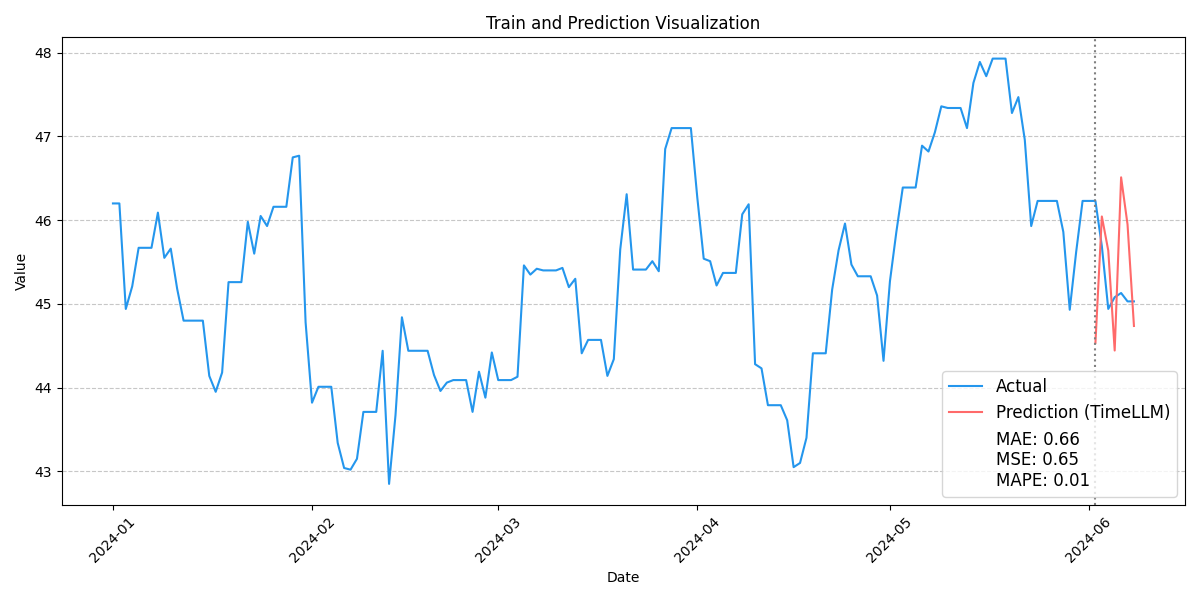 Train and Prediction Visualization
48
47
46
45
44
43
Value
Actual
Prediction (TimeLLM)
MAE: 0.66
MSE: 0.65
MAPE: 0.01
2024-01
2024-02
2024-03
2024-04
2024-05
2024-06
Date